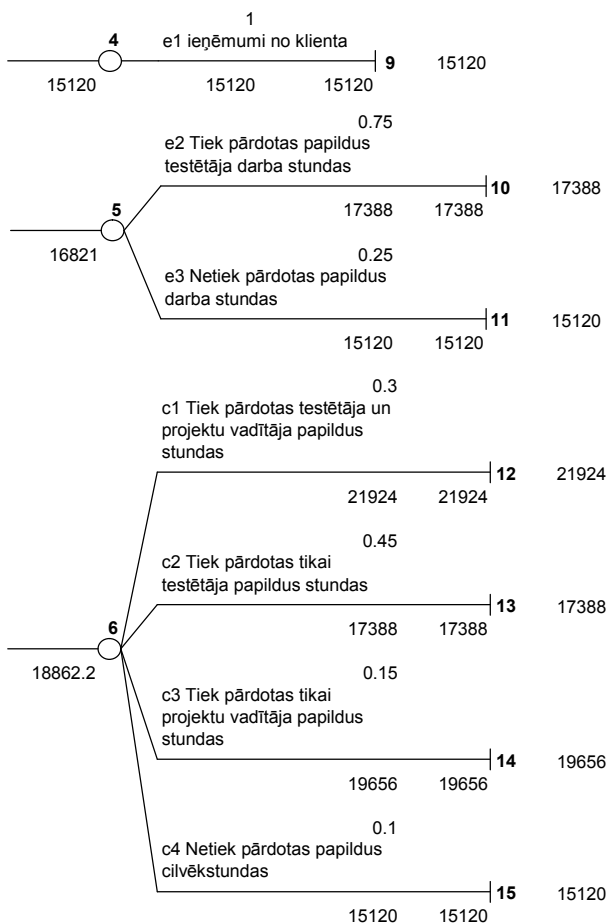 1
4
e1 ieņēmumi no klienta
9 15120
15120 15120 15120
0.75
e2 Tiek pārdotas papildus
testētāja darba stundas
10 17388
5
17388 17388
16821
0.25
e3 Netiek pārdotas papildus
darba stundas
11 15120
15120 15120
0.3
c1 Tiek pārdotas testētāja un
projektu vadītāja papildus
stundas
12 21924
21924 21924
0.45
c2 Tiek pārdotas tikai
testētāja papildus stundas
13 17388
6
17388 17388
18862.2
0.15
c3 Tiek pārdotas tikai
projektu vadītāja papildus
stundas
14 19656
19656 19656
0.1
c4 Netiek pārdotas papildus
cilvēkstundas
15 15120
15120 15120